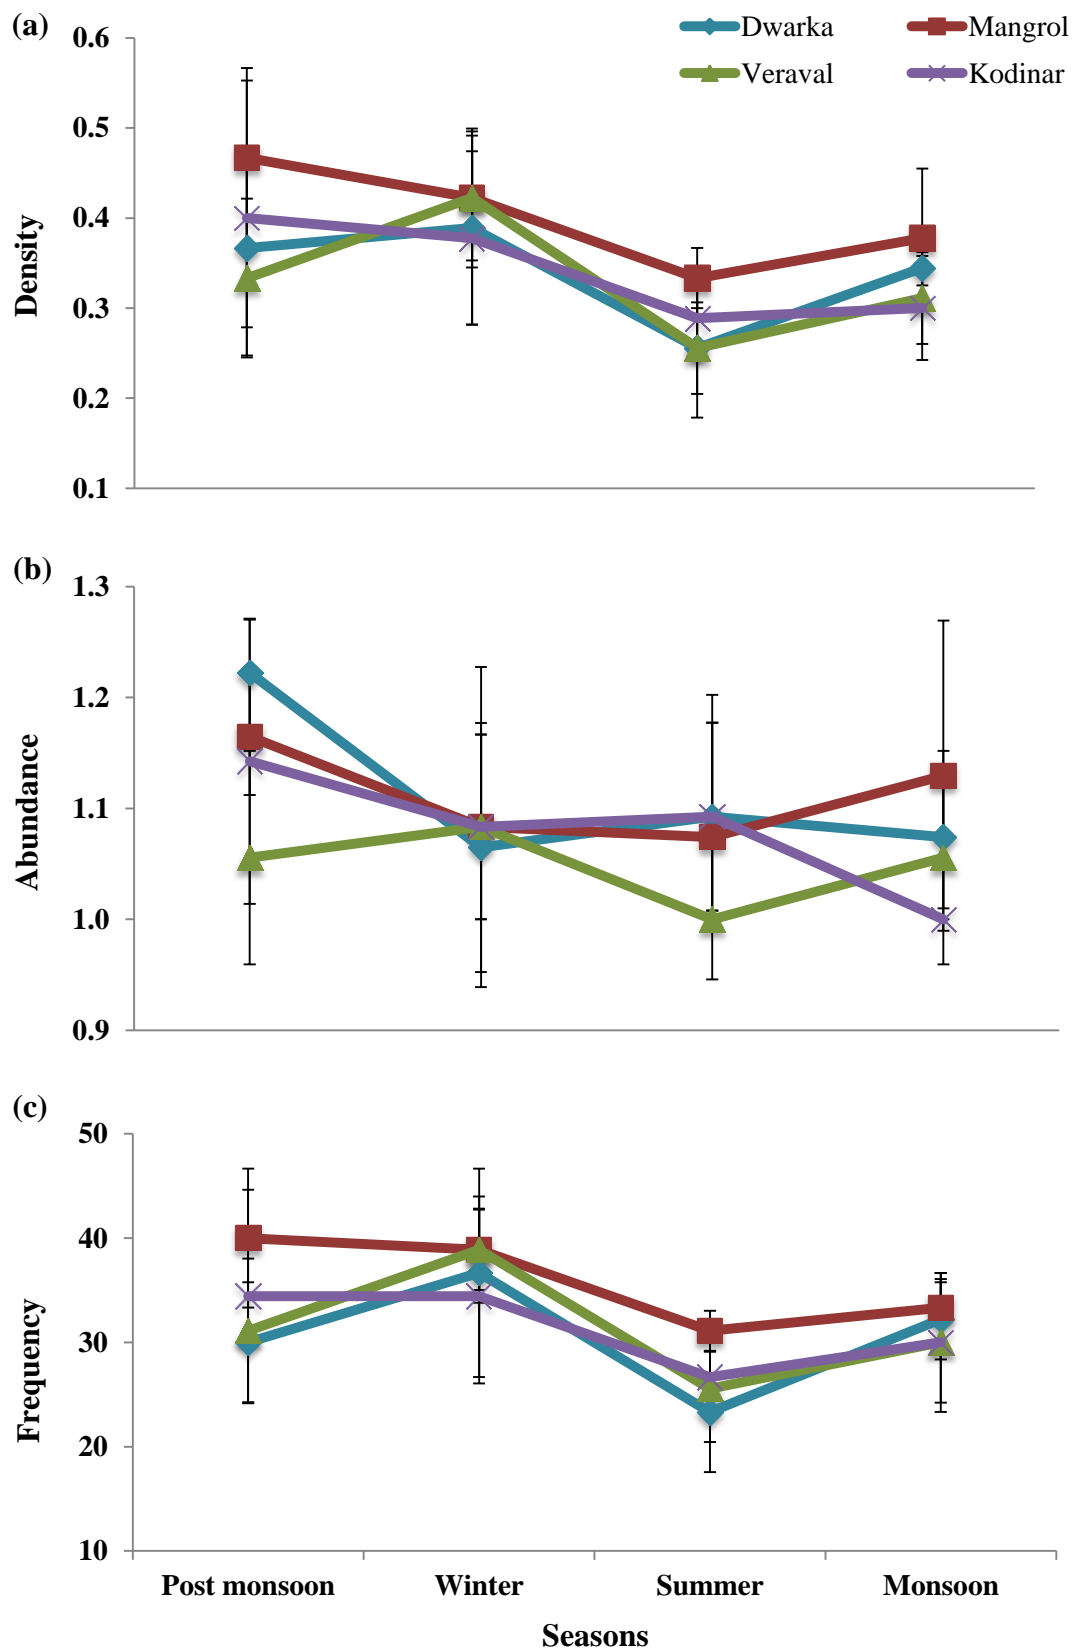 (a)
Dwarka
Mangrol
Veraval
Kodinar
0.6
0.5
0.4
0.3
0.2
0.1
Density
(b)
1.3
1.2
1.1
1.0
0.9
Abundance
(c)
50
40
30
20
10
Frequency
Post monsoon Winter Summer Monsoon
Seasons